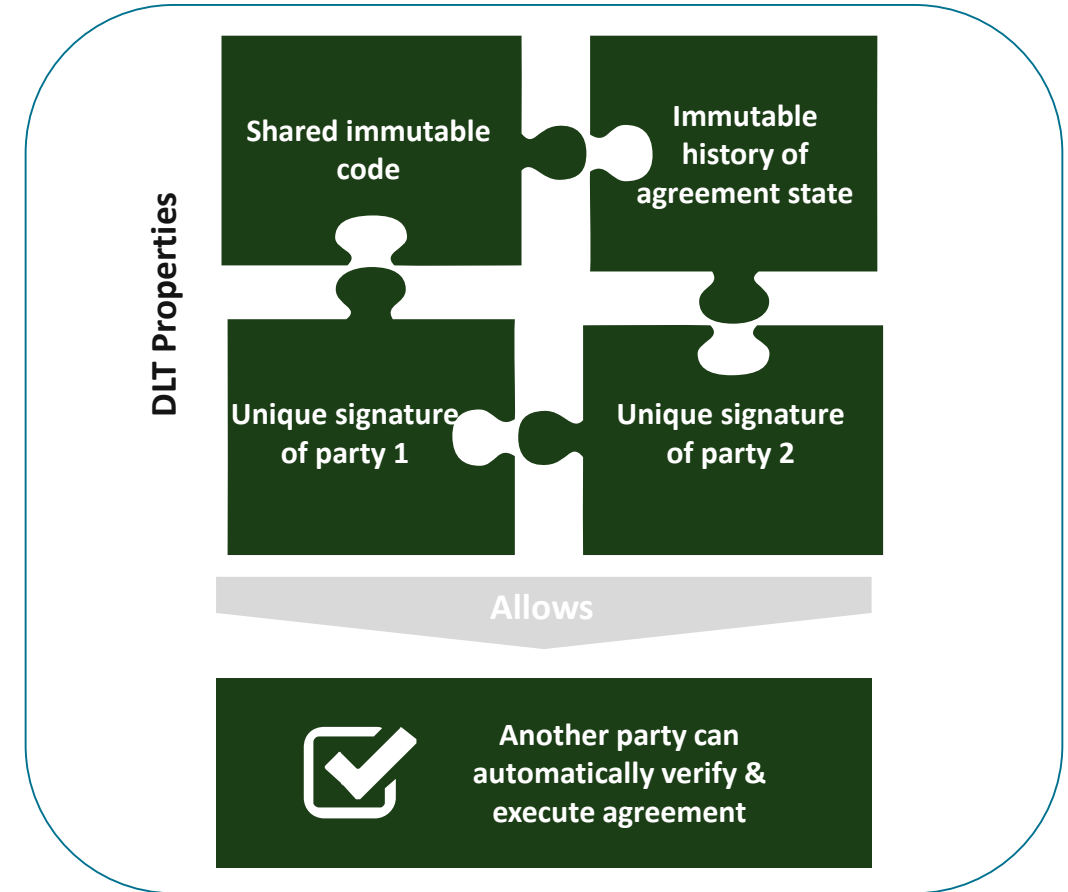 DLT Properties
Shared immutable
code
Immutable
history of
agreement state
Unique signature
of party 1
Unique signature
of party 2
Allows
Another party can
automatically verify &
execute agreement